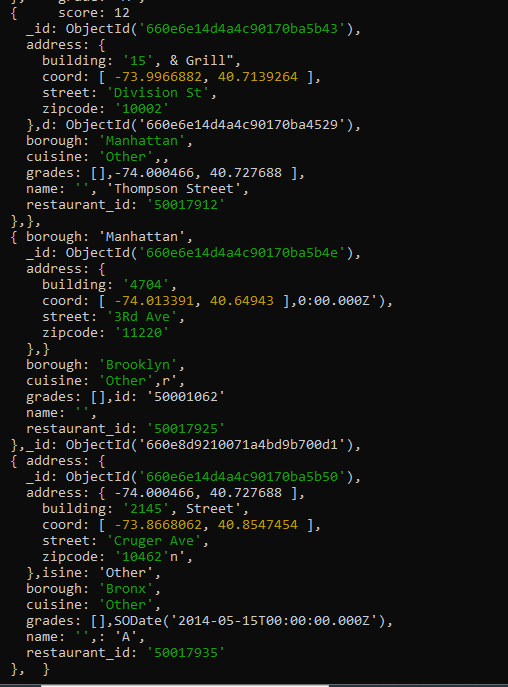 {     score: 12
  _id: ObjectId('660e6e14d4a4c90170ba5b43'),
  address: {
    building: '15', & Grill",
    coord: [ -73.9966882, 40.7139264 ],
    street: 'Division St',
    zipcode: '10002'
  },d: ObjectId('660e6e14d4a4c90170ba4529'),
  borough: 'Manhattan',
  cuisine: 'Other',,
  grades: [],-74.000466, 40.727688 ],
  name: '', 'Thompson Street',
  restaurant_id: '50017912'
},},
{ borough: 'Manhattan',
  _id: ObjectId('660e6e14d4a4c90170ba5b4e'),
  address: {
    building: '4704',
    coord: [ -74.013391, 40.64943 ],0:00.000Z'),
    street: '3Rd Ave',
    zipcode: '11220'
  },}
  borough: 'Brooklyn',
  cuisine: 'Other',r',
  grades: [],id: '50001062'
  name: '',
  restaurant_id: '50017925'
},_id: ObjectId('660e8d9210071a4bd9b700d1'),
{ address: {
  _id: ObjectId('660e6e14d4a4c90170ba5b50'),
  address: { -74.000466, 40.727688 ],
    building: '2145', Street',
    coord: [ -73.8668062, 40.8547454 ],
    street: 'Cruger Ave',
    zipcode: '10462'n',
  },isine: 'Other',
  borough: 'Bronx',
  cuisine: 'Other',
  grades: [],SODate('2014-05-15T00:00:00.000Z'),
  name: '',: 'A',
  restaurant_id: '50017935'
},  }